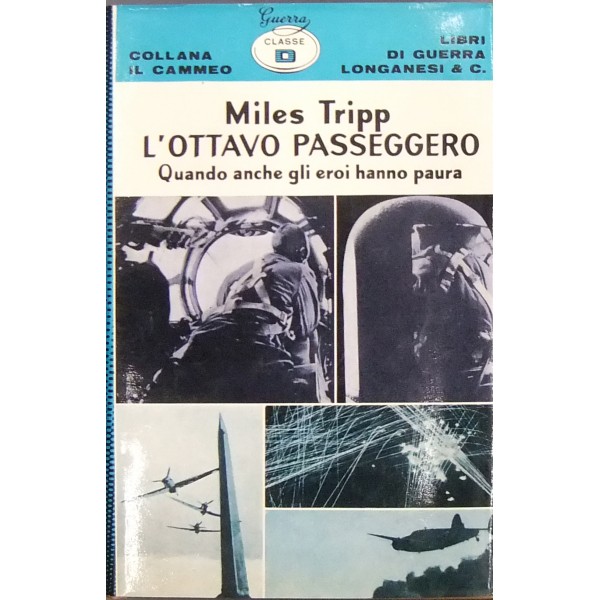 Guerra
CLASSE
D
COLLANA
IL CAMMEO
LIBRI
DI GUERRA
LONGANESI & C.
Miles Tripp
L'OTTAVO PASSEGGERO
Quando anche gli eroi hanno paura